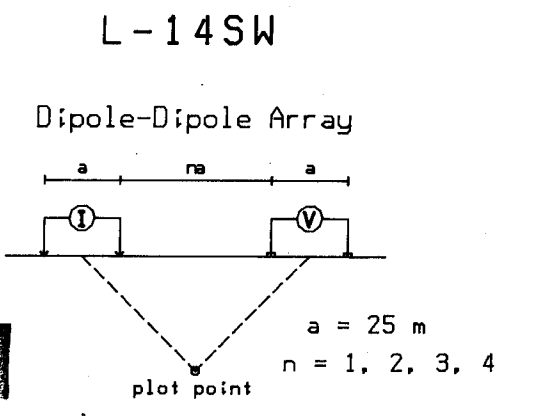 L-14SW
Dipole-Dipole Array
a na a
I V
a = 25 m
n = 1, 2, 3, 4
plot point